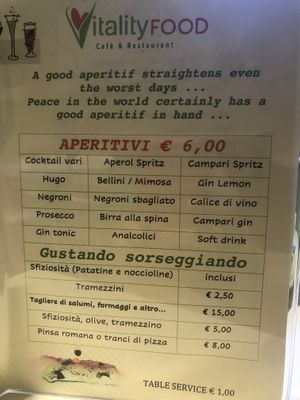 VitalityFOOD
Cafè & Restaurant
A good aperitif straightens even
the worst days ...
Peace in the world certainly has a
good aperitif in hand ...
APERITIVI € 6,00
Cocktail vari Aperol Spritz Campari Spritz
Hugo Bellini / Mimosa Gin Lemon
Negroni Negroni sbagliato Calice di vino
Prosecco Birra alla spina Campari gin
Gin tonic Analcolici Soft drink
Gustando sorseggiando
Sfiziosità (Patatine e noccioline) inclusi
Tramezzini € 2,50
Tagliere di salumi, formaggi e altro... € 15,00
Sfiziosità, olive, tramezzino € 5,00
Pinsa romana o tranci di pizza € 8,00
TABLE SERVICE € 1,00